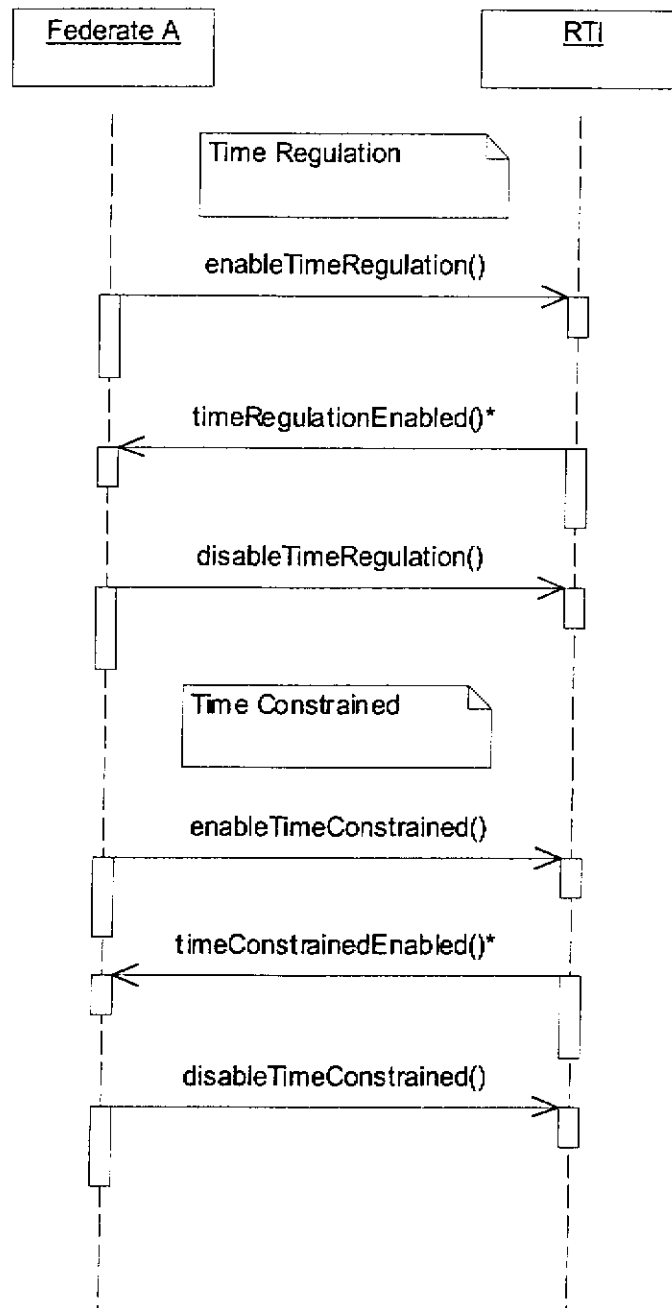 Federate A
RTI
Time Regulation
enableTimeRegulation()
timeRegulationEnabled()*
disableTimeRegulation()
Time Constrained
enableTimeConstrained()
timeConstrainedEnabled()*
disableTimeConstrained()